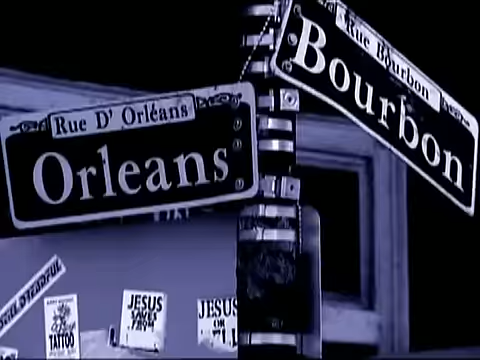 Rue D' Orléans
Orleans
Rue Bourbon
Bourbon
TATTOO
JESUS
SAVES
FROM
JESUS